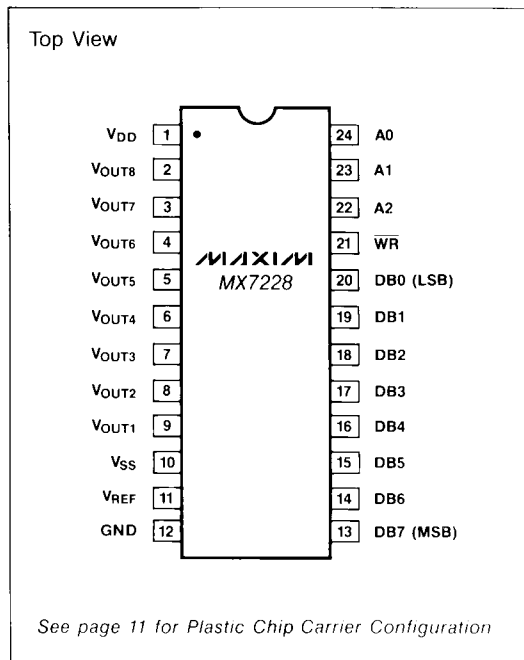 Top View
VDD 1 24 A0
VOUT8 2 23 A1
VOUT7 3 22 A2
VOUT6 4 21 W̅R̅
MAXIM
MX7228
VOUT5 5 20 DB0 (LSB)
VOUT4 6 19 DB1
VOUT3 7 18 DB2
VOUT2 8 17 DB3
VOUT1 9 16 DB4
VSS 10 15 DB5
VREF 11 14 DB6
GND 12 13 DB7 (MSB)
See page 11 for Plastic Chip Carrier Configuration